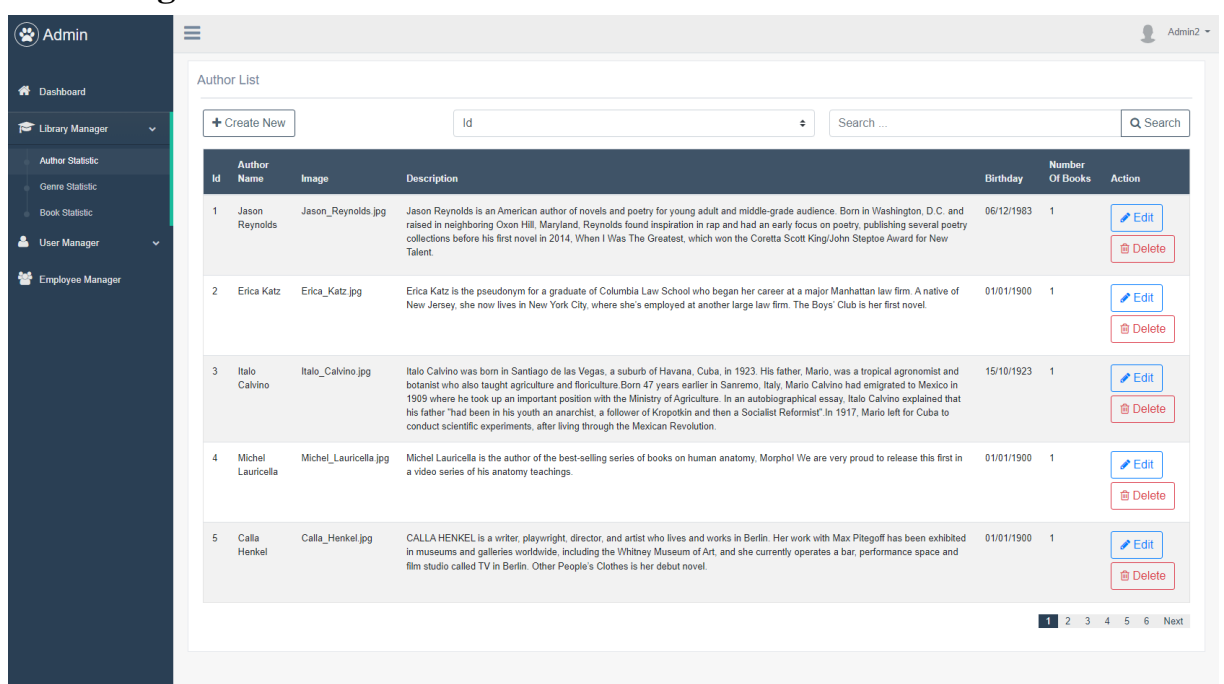 Admin
Admin2
Dashboard
Library Manager
Author Statistic
Genre Statistic
Book Statistic
User Manager
Employee Manager
Author List
Create New
Id
Search ...
Search
Id Author Name Image Description Birthday Number Of Books Action
1 Jason Reynolds Jason_Reynolds.jpg Jason Reynolds is an American author of novels and poetry for young adult and middle-grade audience. Born in Washington, D.C. and 06/12/1983 1 Edit
raised in neighboring Oxon Hill, Maryland, Reynolds found inspiration in rap and had an early focus on poetry, publishing several poetry
collections before his first novel in 2014, When I Was The Greatest, which won the Coretta Scott King/John Steptoe Award for New
Talent.
Delete
2 Erica Katz Erica_Katz.jpg Erica Katz is the pseudonym for a graduate of Columbia Law School who began her career at a major Manhattan law firm. A native of 01/01/1900 1 Edit
New Jersey, she now lives in New York City, where she's employed at another large law firm. The Boys' Club is her first novel.
Delete
3 Italo Calvino Italo_Calvino.jpg Italo Calvino was born in Santiago de las Vegas, a suburb of Havana, Cuba, in 1923. His father, Mario, was a tropical agronomist and 15/10/1923 1 Edit
botanist who also taught agriculture and floriculture.Born 47 years earlier in Sanremo, Italy, Mario Calvino had emigrated to Mexico in
1909 where he took up an important position with the Ministry of Agriculture. In an autobiographical essay, Italo Calvino explained that
his father "had been in his youth an anarchist, a follower of Kropotkin and then a Socialist Reformist".In 1917, Mario left for Cuba to
conduct scientific experiments, after living through the Mexican Revolution.
Delete
4 Michel Lauricella Michel_Lauricella.jpg Michel Lauricella is the author of the best-selling series of books on human anatomy, Morpho! We are very proud to release this first in 01/01/1900 1 Edit
a video series of his anatomy teachings.
Delete
5 Calla Henkel Calla_Henkel.jpg CALLA HENKEL is a writer, playwright, director, and artist who lives and works in Berlin. Her work with Max Pitegoff has been exhibited 01/01/1900 1 Edit
in museums and galleries worldwide, including the Whitney Museum of Art, and she currently operates a bar, performance space and
film studio called TV in Berlin. Other People's Clothes is her debut novel.
Delete
1 2 3 4 5 6 Next